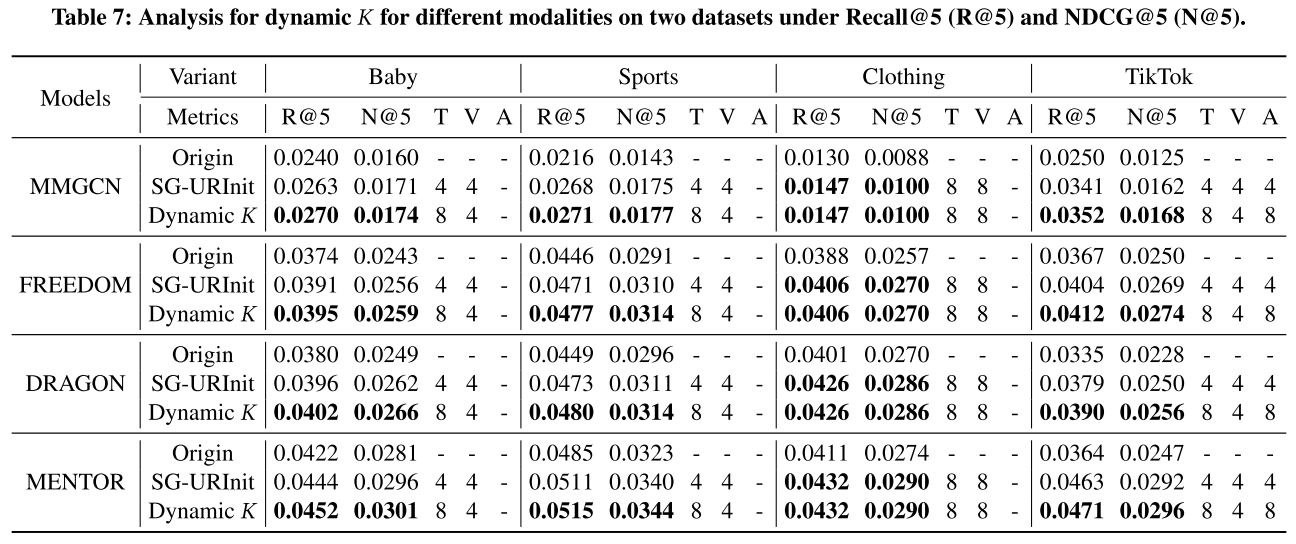 Table 7: Analysis for dynamic K for different modalities on two datasets under Recall@5 (R@5) and NDCG@5 (N@5).
Models Variant Baby Sports Clothing TikTok
Metrics R@5 N@5 T V A R@5 N@5 T V A R@5 N@5 T V A R@5 N@5 T V A
MMGCN Origin 0.0240 0.0160 - - - 0.0216 0.0143 - - - 0.0130 0.0088 - - - 0.0250 0.0125 - - -
SG-URInit 0.0263 0.0171 4 4 - 0.0268 0.0175 4 4 - 0.0147 0.0100 8 8 - 0.0341 0.0162 4 4 4
Dynamic K 0.0270 0.0174 8 4 - 0.0271 0.0177 8 4 - 0.0147 0.0100 8 8 - 0.0352 0.0168 8 4 8
FREEDOM Origin 0.0374 0.0243 - - - 0.0446 0.0291 - - - 0.0388 0.0257 - - - 0.0367 0.0250 - - -
SG-URInit 0.0391 0.0256 4 4 - 0.0471 0.0310 4 4 - 0.0406 0.0270 8 8 - 0.0404 0.0269 4 4 4
Dynamic K 0.0395 0.0259 8 4 - 0.0477 0.0314 8 4 - 0.0406 0.0270 8 8 - 0.0412 0.0274 8 4 8
DRAGON Origin 0.0380 0.0249 - - - 0.0449 0.0296 - - - 0.0401 0.0270 - - - 0.0335 0.0228 - - -
SG-URInit 0.0396 0.0262 4 4 - 0.0473 0.0311 4 4 - 0.0426 0.0286 8 8 - 0.0379 0.0250 4 4 4
Dynamic K 0.0402 0.0266 8 4 - 0.0480 0.0314 8 4 - 0.0426 0.0286 8 8 - 0.0390 0.0256 8 4 8
MENTOR Origin 0.0422 0.0281 - - - 0.0485 0.0323 - - - 0.0411 0.0274 - - - 0.0364 0.0247 - - -
SG-URInit 0.0444 0.0296 4 4 - 0.0511 0.0340 4 4 - 0.0432 0.0290 8 8 - 0.0463 0.0292 4 4 4
Dynamic K 0.0452 0.0301 8 4 - 0.0515 0.0344 8 4 - 0.0432 0.0290 8 8 - 0.0471 0.0296 8 4 8